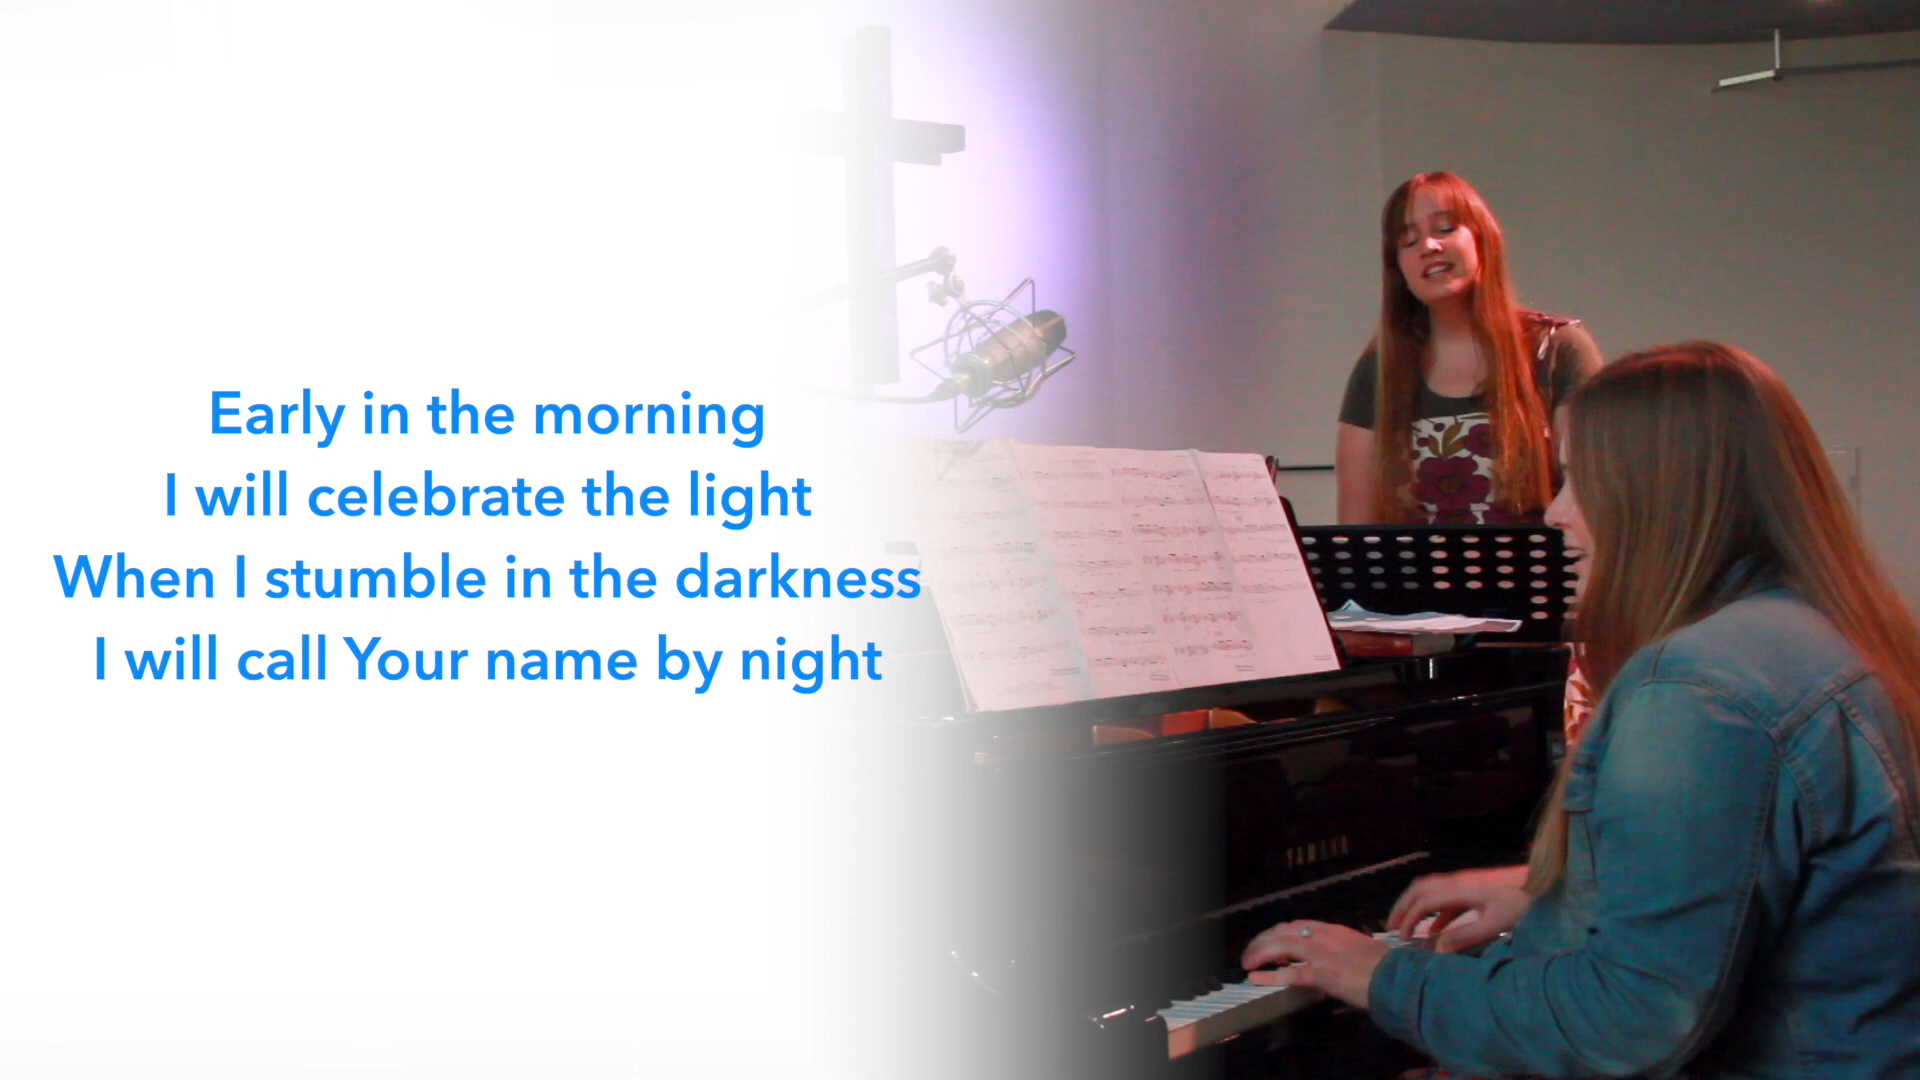 Early in the morning
I will celebrate the light
When I stumble in the darkness
I will call Your name by night
YAMAHA